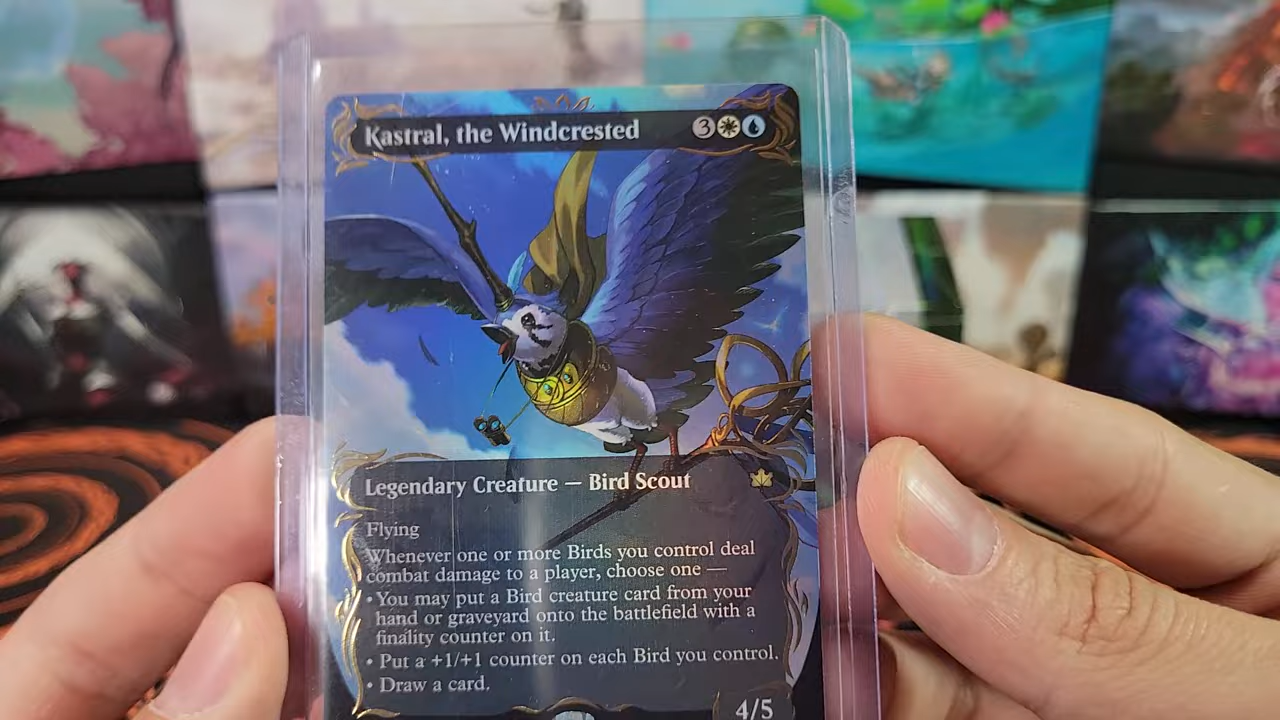 Kastral, the Windcrested 3
Legendary Creature — Bird Scout
Flying
Whenever one or more Birds you control deal
combat damage to a player, choose one —
• You may put a Bird creature card from your
hand or graveyard onto the battlefield with a
finality counter on it.
• Put a +1/+1 counter on each Bird you control.
• Draw a card.
4/5